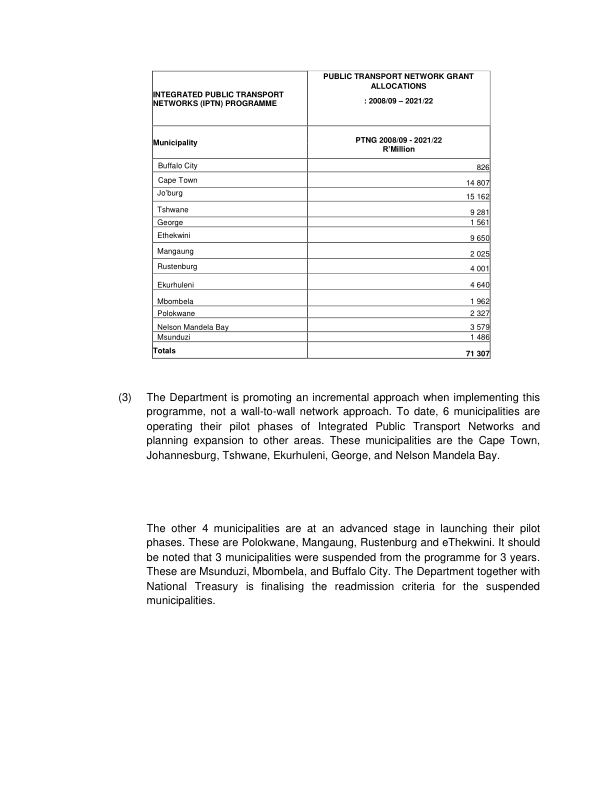 PUBLIC TRANSPORT NETWORK GRANT
ALLOCATIONS
: 2008/09 – 2021/22
INTEGRATED PUBLIC TRANSPORT
NETWORKS (IPTN) PROGRAMME
Municipality
PTNG 2008/09 - 2021/22
R'Million
Buffalo City 826
Cape Town 14 807
Jo'burg 15 162
Tshwane 9 281
George 1 561
Ethekwini 9 650
Mangaung 2 025
Rustenburg 4 001
Ekurhuleni 4 640
Mbombela 1 962
Polokwane 2 327
Nelson Mandela Bay 3 579
Msunduzi 1 486
Totals 71 307
(3) The Department is promoting an incremental approach when implementing this
programme, not a wall-to-wall network approach. To date, 6 municipalities are
operating their pilot phases of Integrated Public Transport Networks and
planning expansion to other areas. These municipalities are the Cape Town,
Johannesburg, Tshwane, Ekurhuleni, George, and Nelson Mandela Bay.
The other 4 municipalities are at an advanced stage in launching their pilot
phases. These are Polokwane, Mangaung, Rustenburg and eThekwini. It should
be noted that 3 municipalities were suspended from the programme for 3 years.
These are Msunduzi, Mbombela, and Buffalo City. The Department together with
National Treasury is finalising the readmission criteria for the suspended
municipalities.